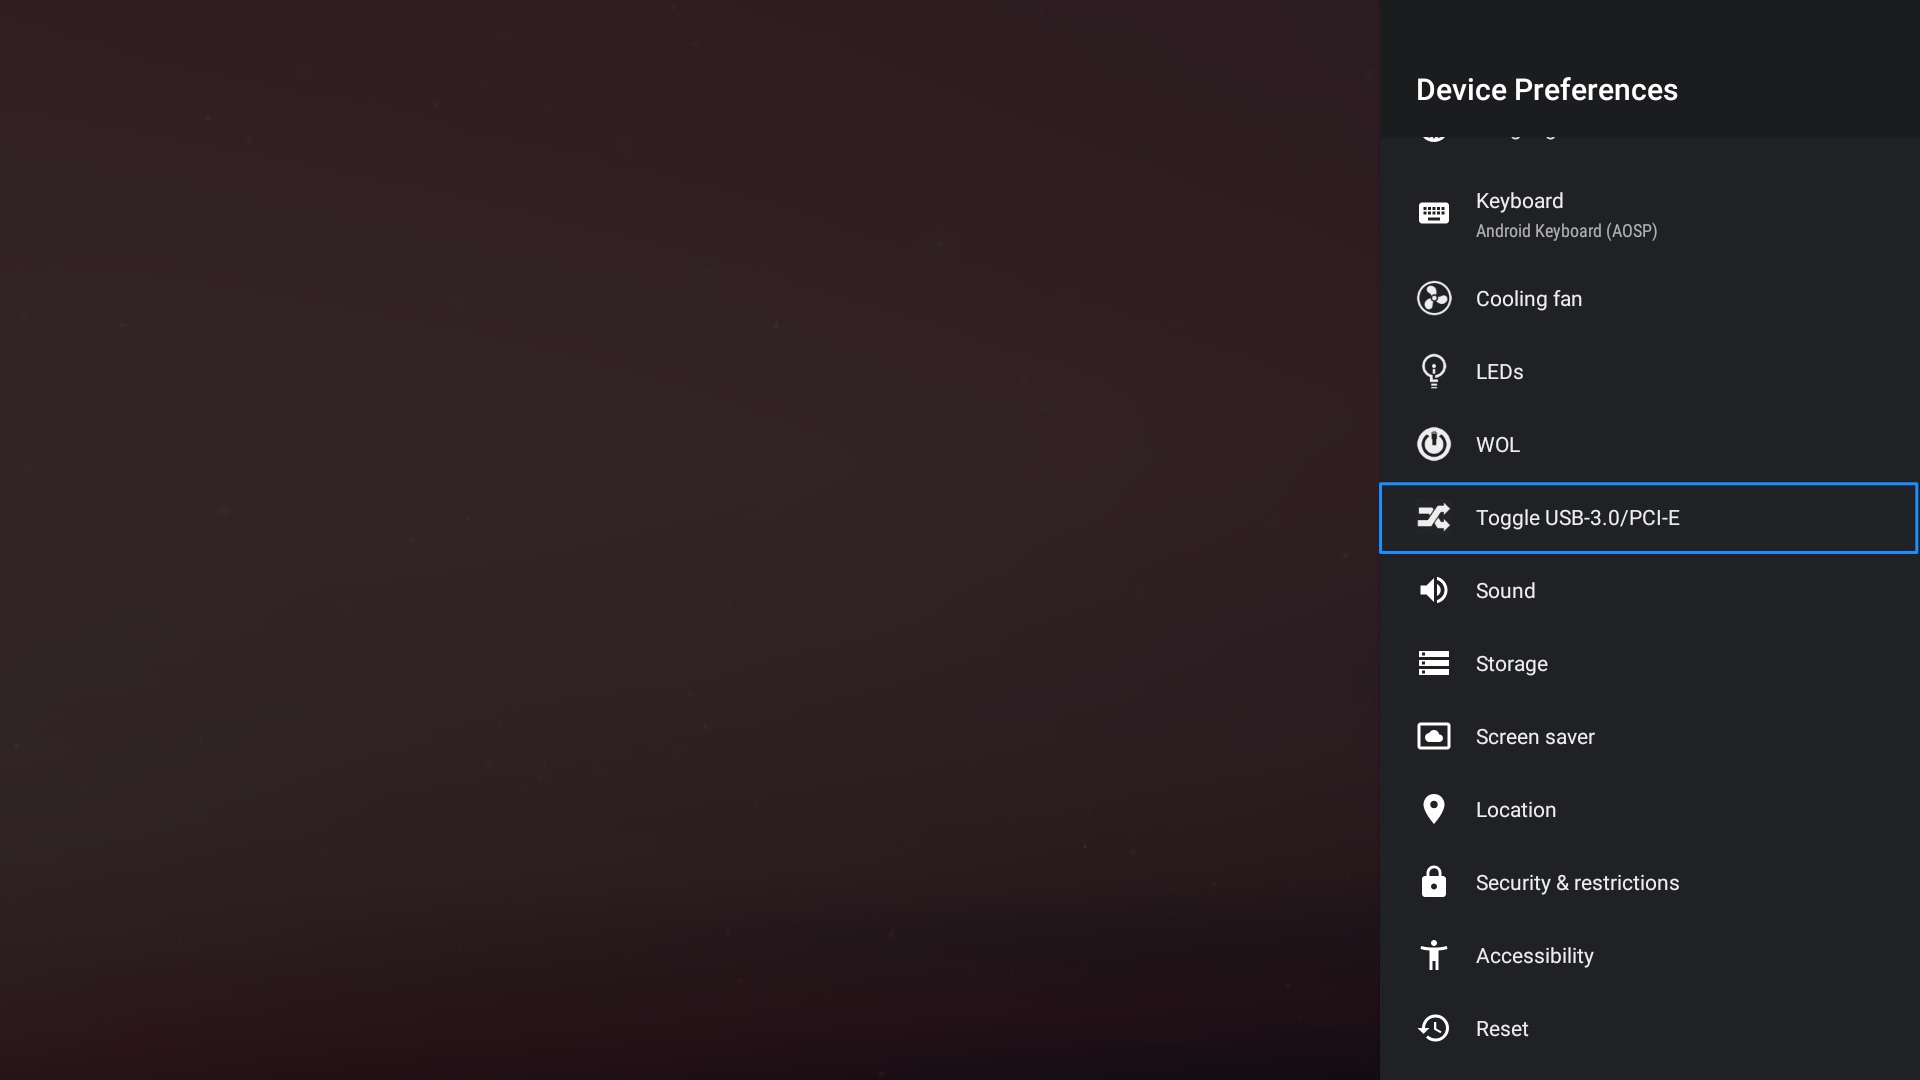 Device Preferences
Keyboard
Android Keyboard (AOSP)
Cooling fan
LEDs
WOL
Toggle USB-3.0/PCI-E
Sound
Storage
Screen saver
Location
Security & restrictions
Accessibility
Reset